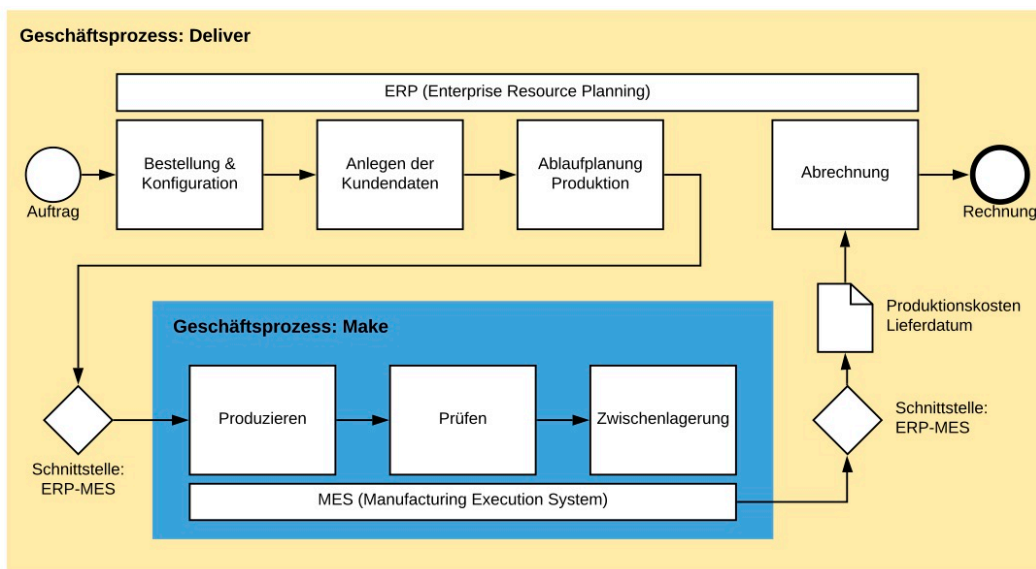 Geschäftsprozess: Deliver
ERP (Enterprise Resource Planning)
Auftrag
Bestellung &
Konfiguration
Anlegen der
Kundendaten
Ablaufplanung
Produktion
Abrechnung
Rechnung
Produktionskosten
Lieferdatum
Geschäftsprozess: Make
Schnittstelle:
ERP-MES
Produzieren
Prüfen
Zwischenlagerung
MES (Manufacturing Execution System)
Schnittstelle:
ERP-MES